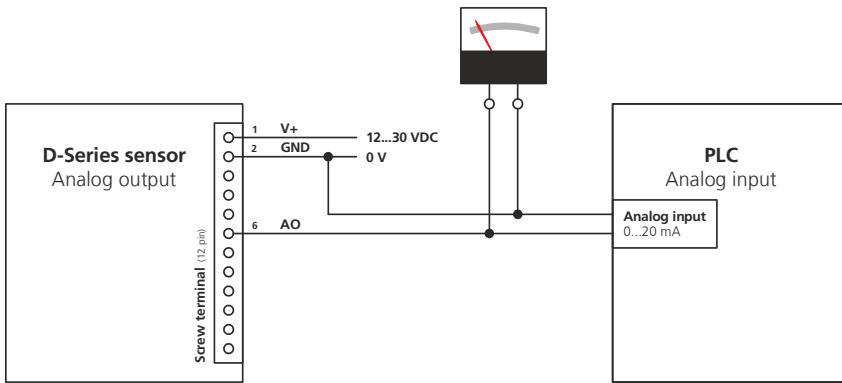 D-Series sensor
Analog output
Screw terminal (12 pin)
1 V+ 12...30 VDC
2 GND 0 V
6 AO
PLC
Analog input
Analog input
0...20 mA